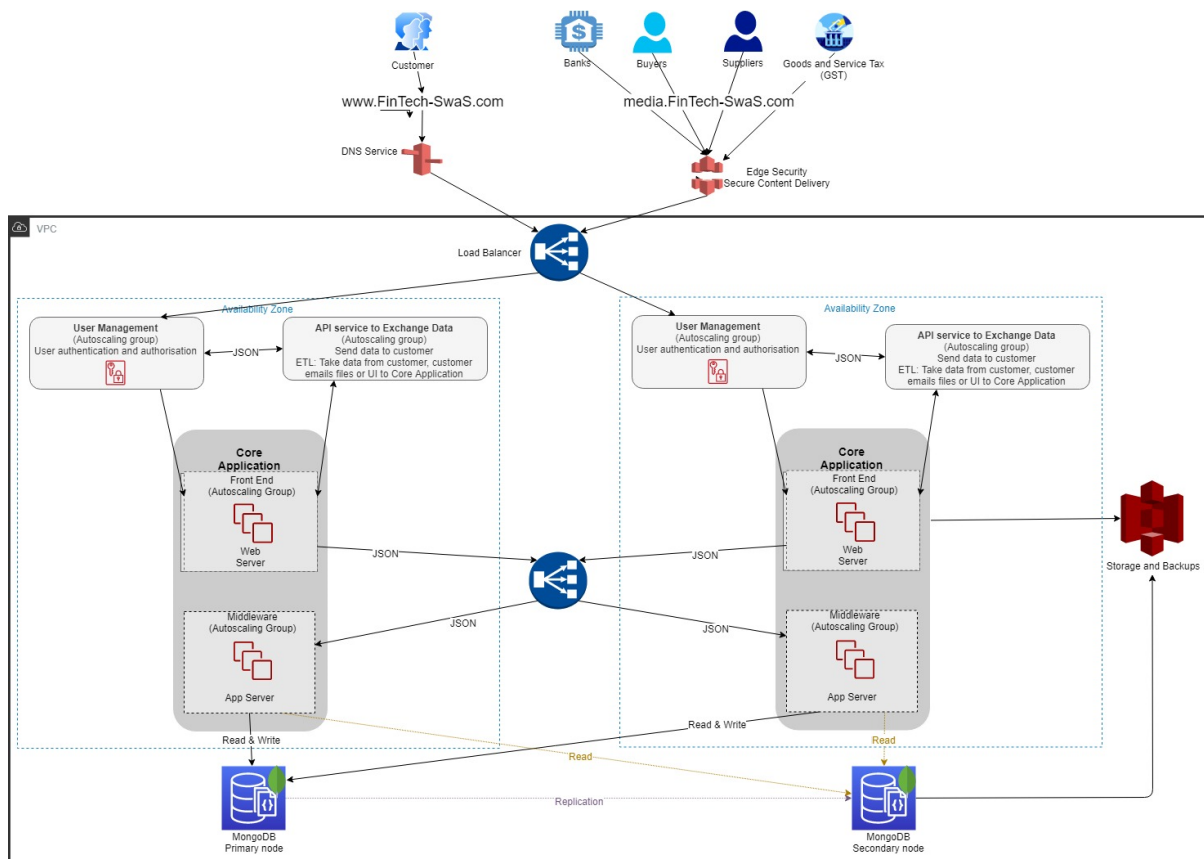 Customer
Banks
Buyers
Suppliers
Goods and Service Tax
(GST)
www.FinTech-SwaS.com
media.FinTech-SwaS.com
DNS Service
Edge Security
Secure Content Delivery
VPC
Load Balancer
Availability Zone
User Management
(Autoscaling group)
User authentication and authorisation
JSON
API service to Exchange Data
(Autoscaling group)
Send data to customer
ETL: Take data from customer, customer
emails files or UI to Core Application
Availability Zone
User Management
(Autoscaling group)
User authentication and authorisation
JSON
API service to Exchange Data
(Autoscaling group)
Send data to customer
ETL: Take data from customer, customer
emails files or UI to Core Application
Core
Application
Front End
(Autoscaling Group)
Web
Server
JSON
JSON
Core
Application
Front End
(Autoscaling Group)
Web
Server
Storage and Backups
Middleware
(Autoscaling Group)
App Server
JSON
JSON
Middleware
(Autoscaling Group)
App Server
Read & Write
Read
Read & Write
Read
Replication
MongoDB
Primary node
MongoDB
Secondary node